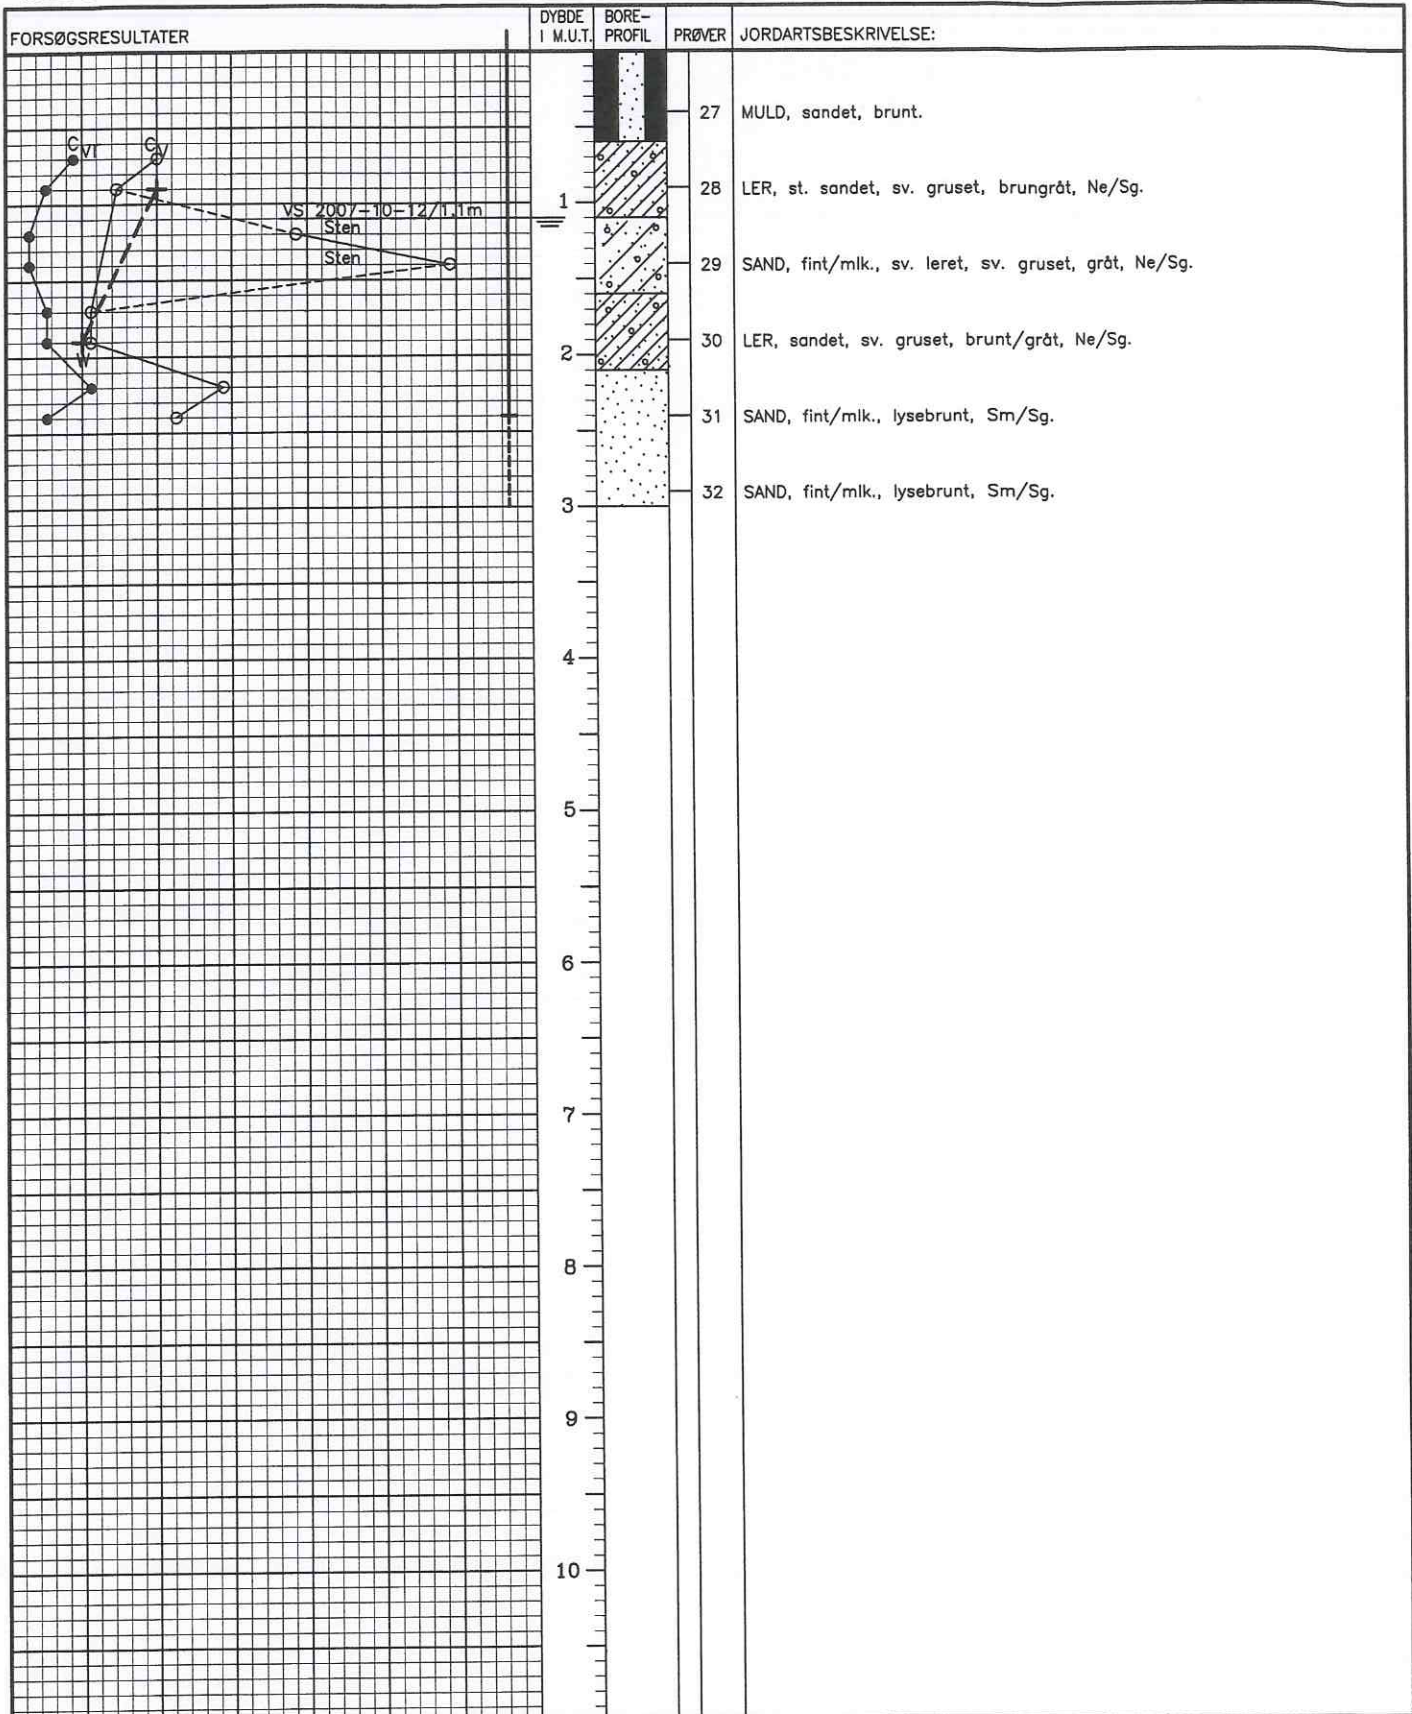 FORSØGSRESULTATER
DYBDE I M.U.T.
BORE-PROFIL
PRØVER
JORDARTSBESKRIVELSE:
CVT
CV
VS 2007-10-12/1,1m
Sten
Sten
27 MULD, sandet, brunt.
1
28 LER, st. sandet, sv. gruset, brungråt, Ne/Sg.
29 SAND, fint/mlk., sv. leret, sv. gruset, gråt, Ne/Sg.
2
30 LER, sandet, sv. gruset, brunt/gråt, Ne/Sg.
31 SAND, fint/mlk., lysebrunt, Sm/Sg.
3
32 SAND, fint/mlk., lysebrunt, Sm/Sg.
4
5
6
7
8
9
10